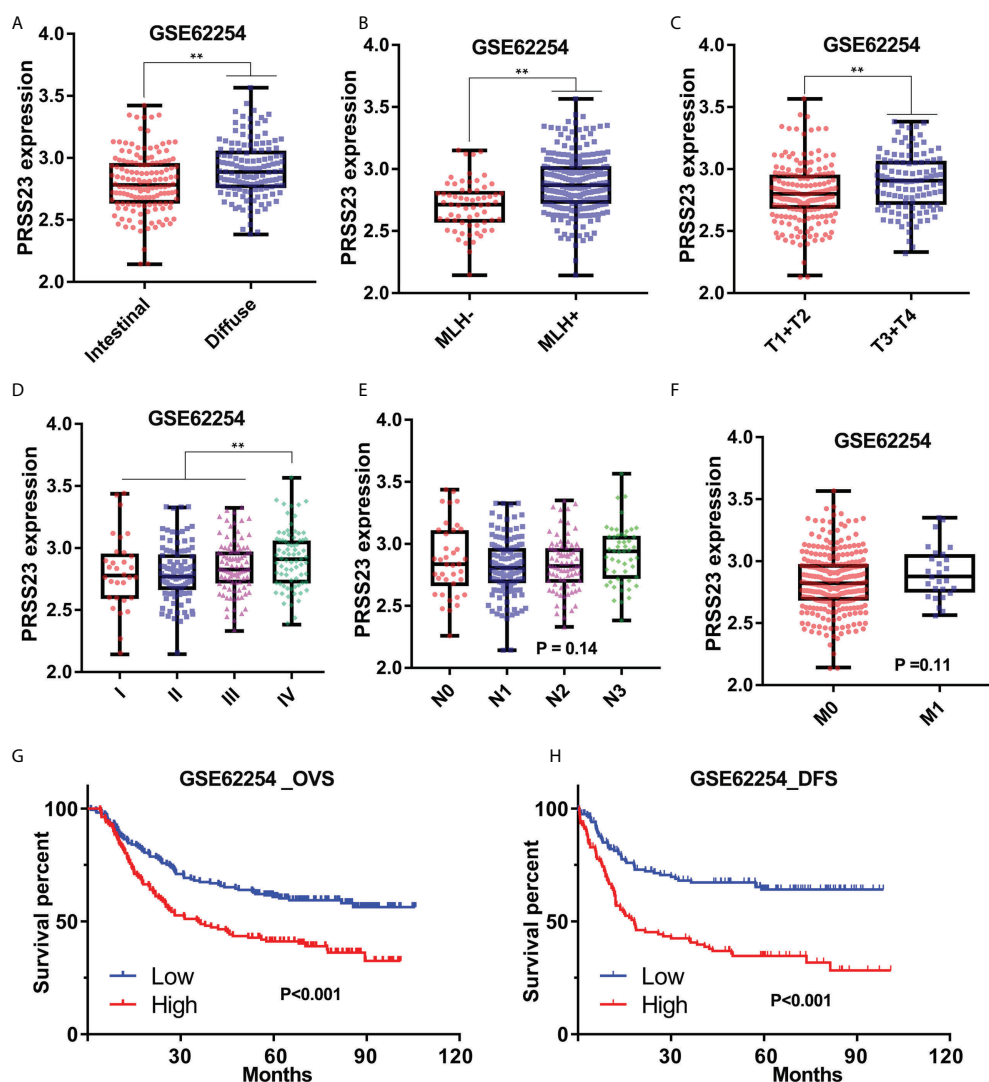 A
GSE62254
**
PRSS23 expression
4.0
3.5
3.0
2.5
2.0
Intestinal
Diffuse
B
GSE62254
**
PRSS23 expression
4.0
3.5
3.0
2.5
2.0
MLH-
MLH+
C
GSE62254
**
PRSS23 expression
4.0
3.5
3.0
2.5
2.0
T1+T2
T3+T4
D
GSE62254
**
PRSS23 expression
4.0
3.5
3.0
2.5
2.0
I
II
III
IV
E
PRSS23 expression
4.0
3.5
3.0
2.5
2.0
P = 0.14
N0
N1
N2
N3
F
GSE62254
PRSS23 expression
4.0
3.5
3.0
2.5
2.0
P =0.11
M0
M1
G
GSE62254 _OVS
Survival percent
100
50
0
Low
High
P<0.001
30
60
90
120
Months
H
GSE62254_DFS
Survival percent
100
50
0
Low
High
P<0.001
30
60
90
120
Months